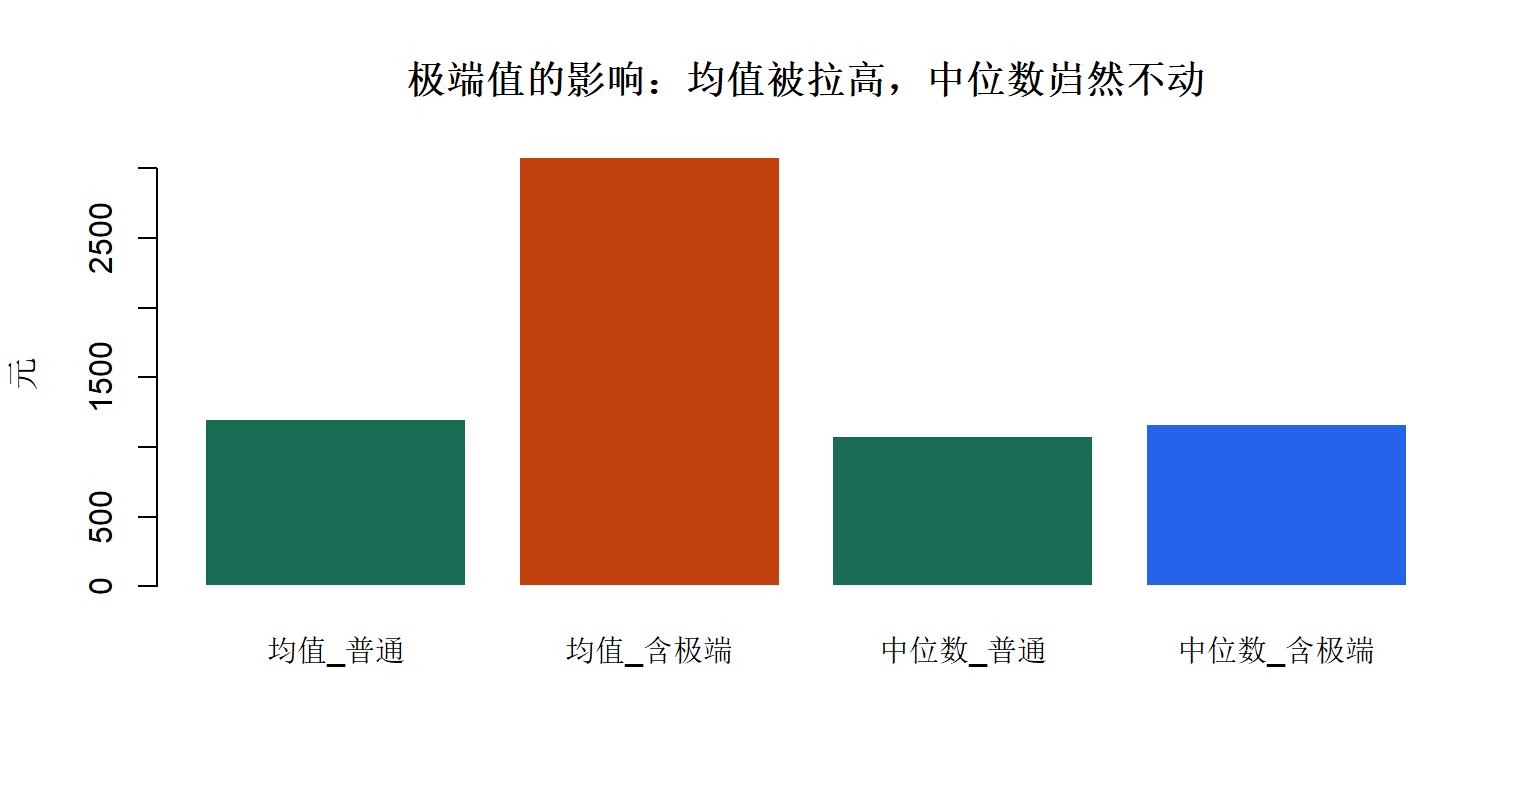 极端值的影响：均值被拉高，中位数岿然不动
元
2500
1500
500
0
均值_普通
均值_含极端
中位数_普通
中位数_含极端